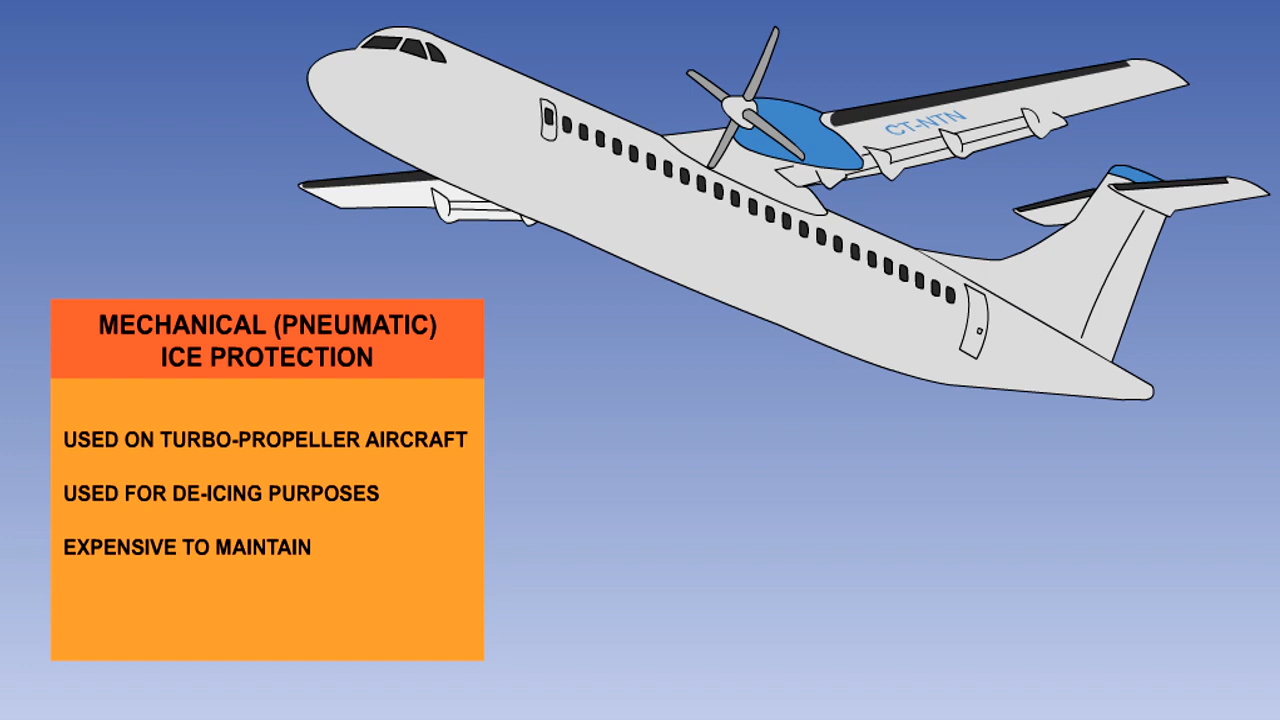 CT-NTN
MECHANICAL (PNEUMATIC)
ICE PROTECTION
USED ON TURBO-PROPELLER AIRCRAFT
USED FOR DE-ICING PURPOSES
EXPENSIVE TO MAINTAIN